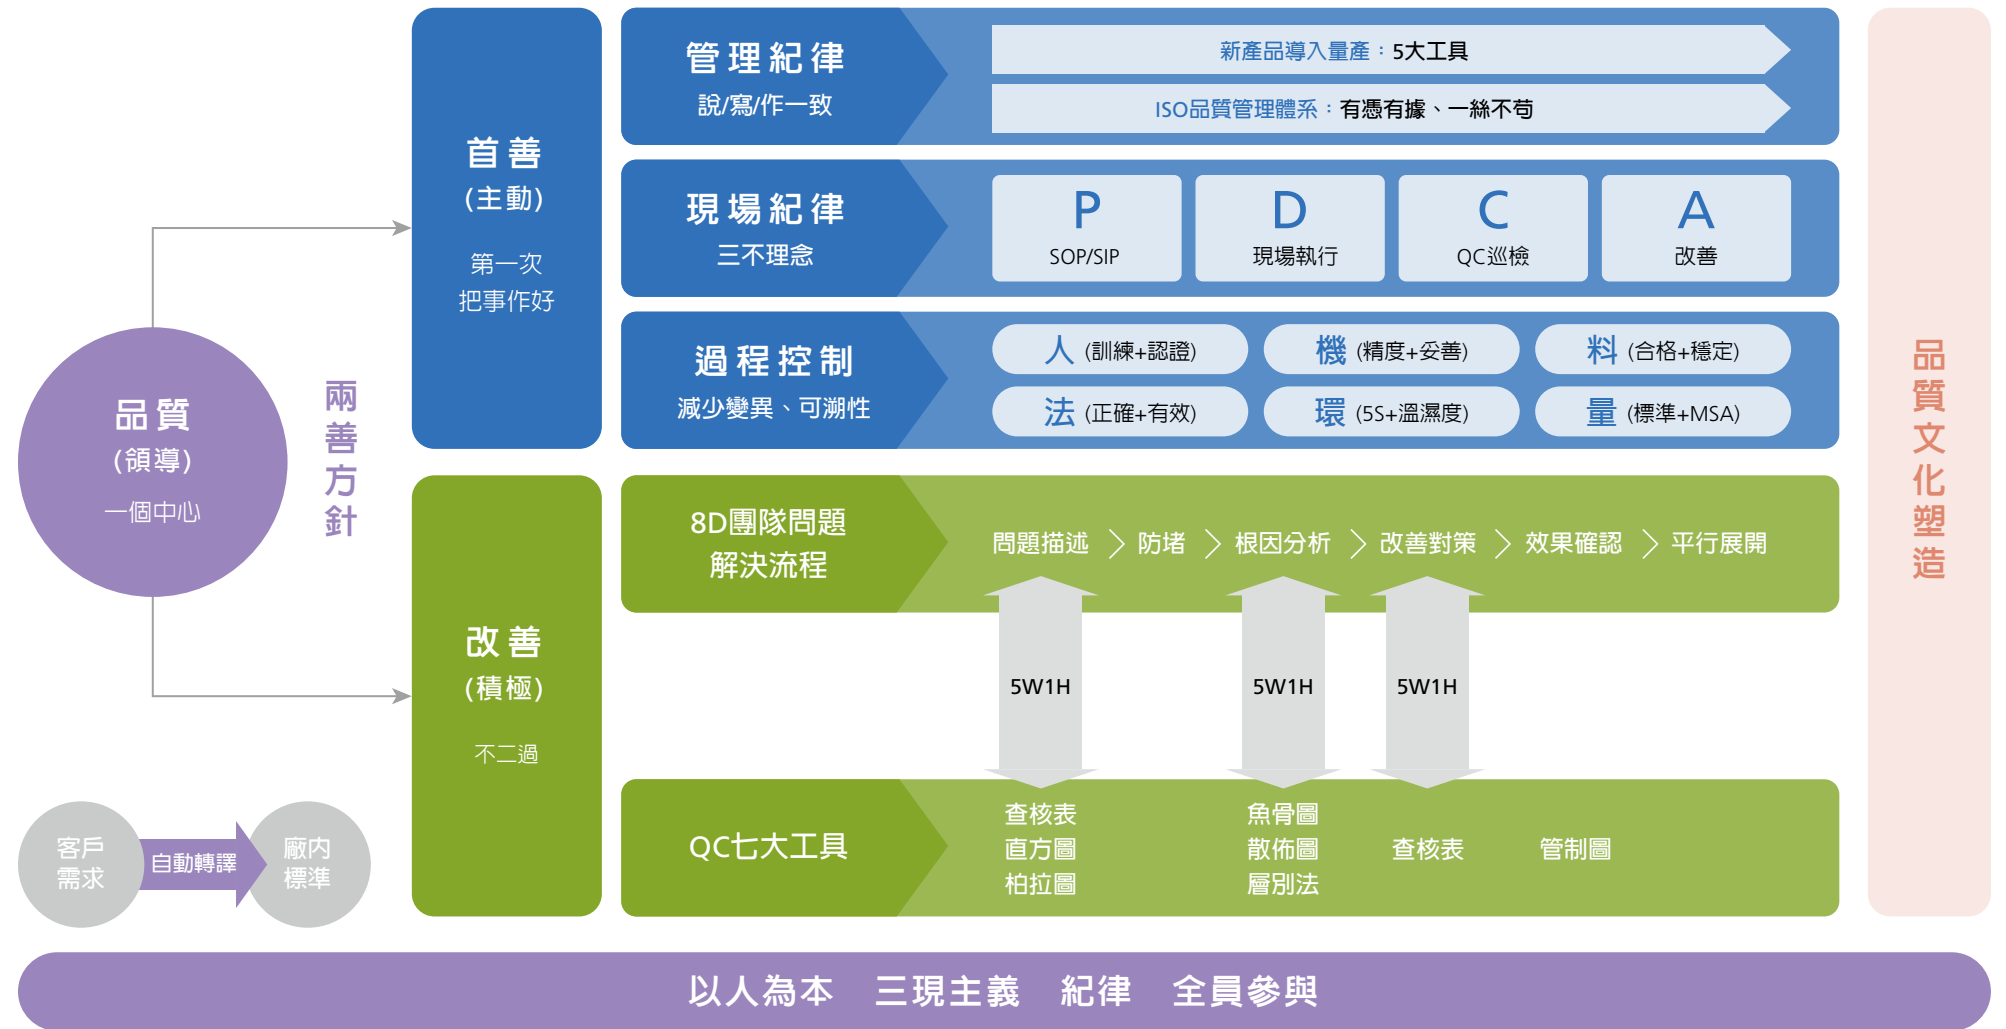 品質
(領導)
一個中心
兩善方針
客戶
需求
自動轉譯
廠內
標準
首善
(主動)
第一次
把事作好
管理紀律
說/寫/作一致
新產品導入量產：5大工具
ISO品質管理體系：有憑有據、一絲不苟
現場紀律
三不理念
P
SOP/SIP
D
現場執行
C
QC巡檢
A
改善
過程控制
減少變異、可溯性
人 (訓練+認證)
機 (精度+妥善)
料 (合格+穩定)
法 (正確+有效)
環 (5S+溫濕度)
量 (標準+MSA)
改善
(積極)
不二過
8D團隊問題
解決流程
問題描述
防堵
根因分析
改善對策
效果確認
平行展開
5W1H
5W1H
5W1H
QC七大工具
查核表
直方圖
柏拉圖
魚骨圖
散佈圖
層別法
查核表
管制圖
品質文化塑造
以人為本 三現主義 紀律 全員參與